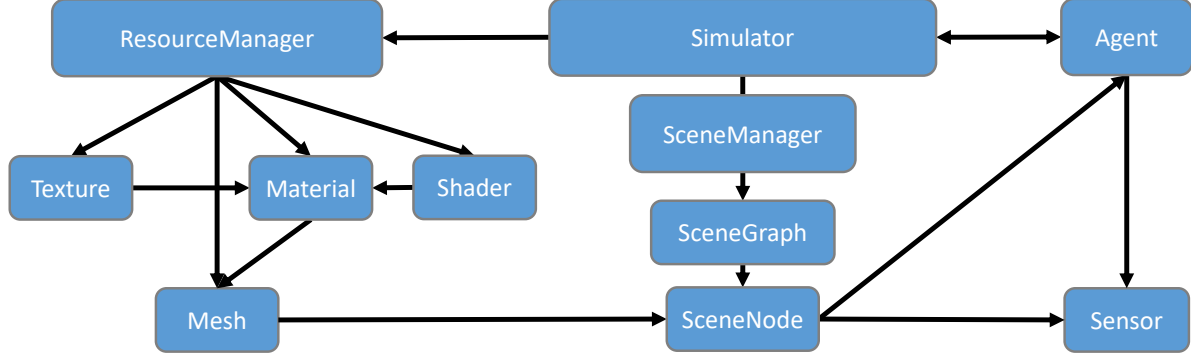 ResourceManager
Simulator
Agent
SceneManager
Texture
Material
Shader
SceneGraph
Mesh
SceneNode
Sensor